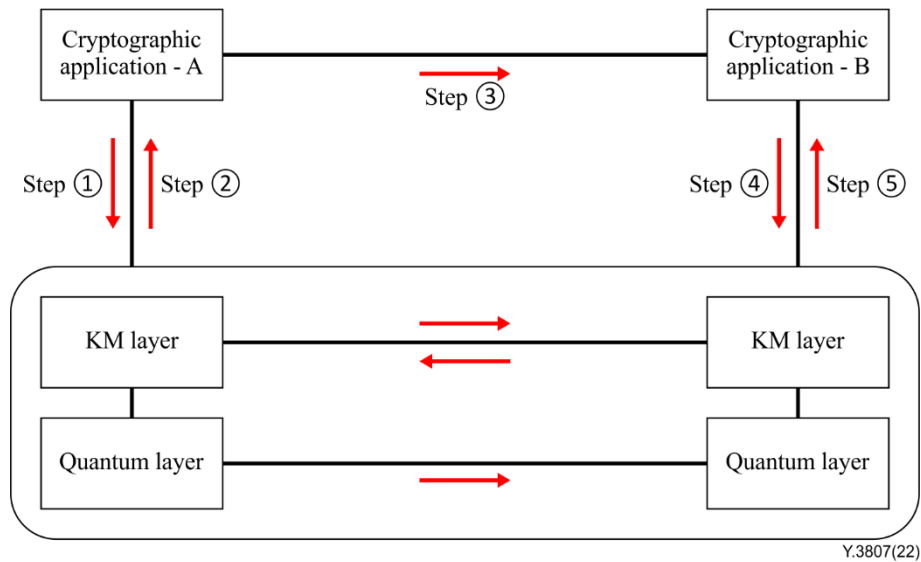 Cryptographic
application - A
Cryptographic
application - B
Step ③
Step ①
Step ②
Step ④
Step ⑤
KM layer
KM layer
Quantum layer
Quantum layer
Y.3807(22)